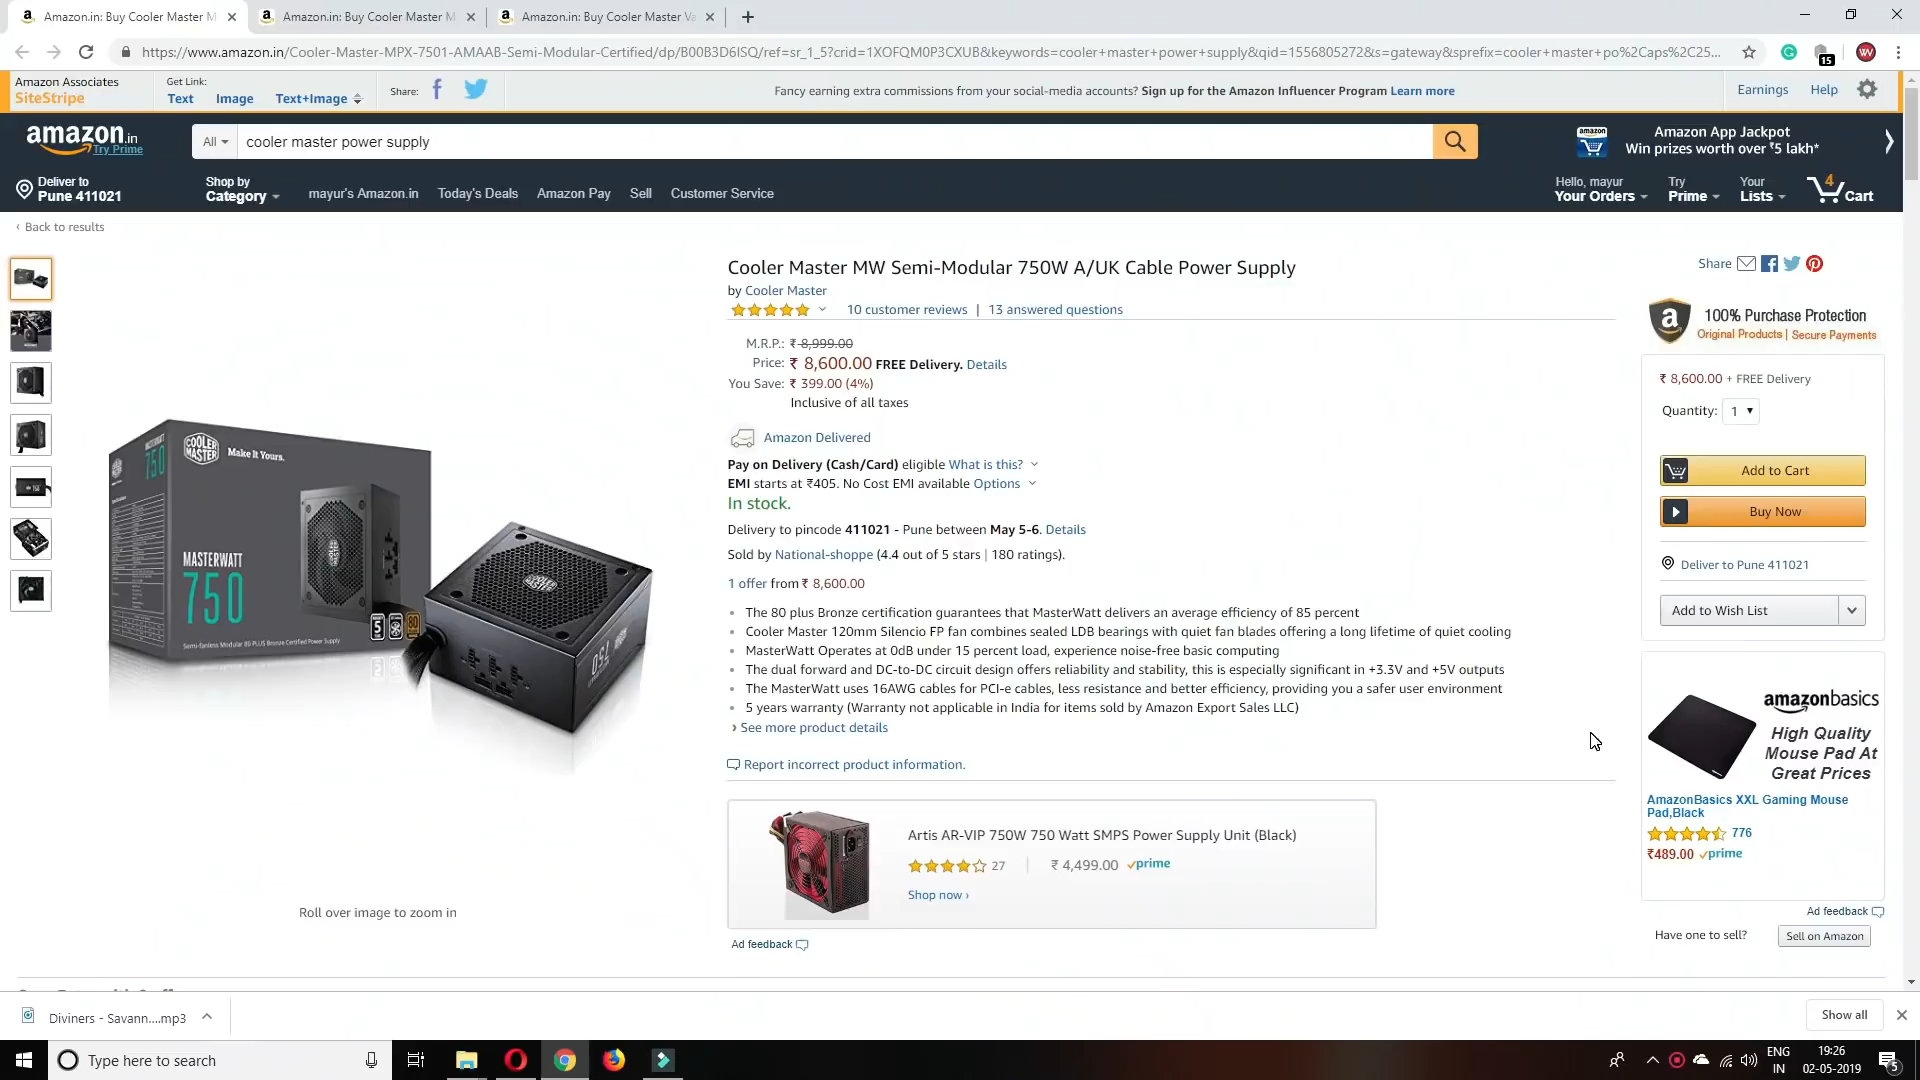 Amazon.in: Buy Cooler Master M
Amazon.in: Buy Cooler Master M
Amazon.in: Buy Cooler Master Va
https://www.amazon.in/Cooler-Master-MPX-7501-AMAAB-Semi-Modular-Certified/dp/B00B3D6ISQ/ref=sr_1_5?crid=1XOFQM0P3CXUB&keywords=cooler+master+power+supply&qid=1556805272&s=gateway&sprefix=cooler+master+po%2Caps%2C25...
15
Amazon Associates
SiteStripe
Get Link:
Text Image Text+Image
Share:
Fancy earning extra commissions from your social-media accounts? Sign up for the Amazon Influencer Program Learn more
Earnings Help
amazon.in
Try Prime
All
cooler master power supply
amazon
Amazon App Jackpot
Win prizes worth over ₹5 lakh*
Deliver to
Pune 411021
Shop by
Category
mayur's Amazon.in Today's Deals Amazon Pay Sell Customer Service
Hello, mayur
Your Orders
Try
Prime
Your
Lists
4
Cart
‹ Back to results
Cooler Master MW Semi-Modular 750W A/UK Cable Power Supply
by Cooler Master
10 customer reviews | 13 answered questions
M.R.P.: ₹ 8,999.00
Price: ₹ 8,600.00 FREE Delivery. Details
You Save: ₹ 399.00 (4%)
Inclusive of all taxes
Amazon Delivered
Pay on Delivery (Cash/Card) eligible What is this?
EMI starts at ₹405. No Cost EMI available Options
In stock.
Delivery to pincode 411021 - Pune between May 5-6. Details
Sold by National-shoppe (4.4 out of 5 stars | 180 ratings).
1 offer from ₹ 8,600.00
The 80 plus Bronze certification guarantees that MasterWatt delivers an average efficiency of 85 percent
Cooler Master 120mm Silencio FP fan combines sealed LDB bearings with quiet fan blades offering a long lifetime of quiet cooling
MasterWatt Operates at 0dB under 15 percent load, experience noise-free basic computing
The dual forward and DC-to-DC circuit design offers reliability and stability, this is especially significant in +3.3V and +5V outputs
The MasterWatt uses 16AWG cables for PCI-e cables, less resistance and better efficiency, providing you a safer user environment
5 years warranty (Warranty not applicable in India for items sold by Amazon Export Sales LLC)
› See more product details
Report incorrect product information.
COOLER MASTER
Make It Yours.
MASTERWATT
750
Semi-fanless Modular 80 PLUS Bronze Certified Power Supply
MASTERWATT
750
5
80
COOLER MASTER
750
Roll over image to zoom in
Artis AR-VIP 750W 750 Watt SMPS Power Supply Unit (Black)
27 | ₹ 4,499.00 prime
Shop now ›
Ad feedback
Share
100% Purchase Protection
Original Products | Secure Payments
₹ 8,600.00 + FREE Delivery
Quantity: 1
Add to Cart
Buy Now
Deliver to Pune 411021
Add to Wish List
amazonbasics
High Quality
Mouse Pad At
Great Prices
AmazonBasics XXL Gaming Mouse
Pad,Black
776
₹489.00 prime
Ad feedback
Have one to sell? Sell on Amazon
Diviners - Savann....mp3
Show all
Type here to search
ENG
IN
19:26
02-05-2019
5